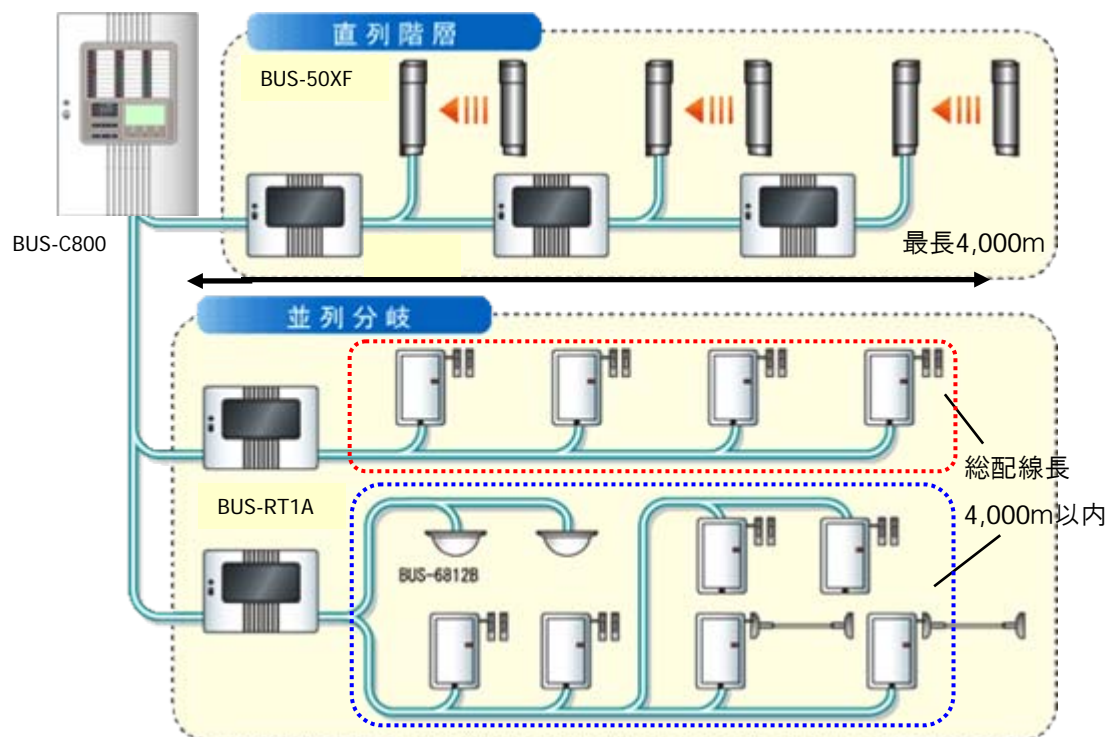 直列階層
BUS-50XF
BUS-C800
最長4,000m
並列分岐
総配線長
4,000m以内
BUS-RT1A
BUS-6812B